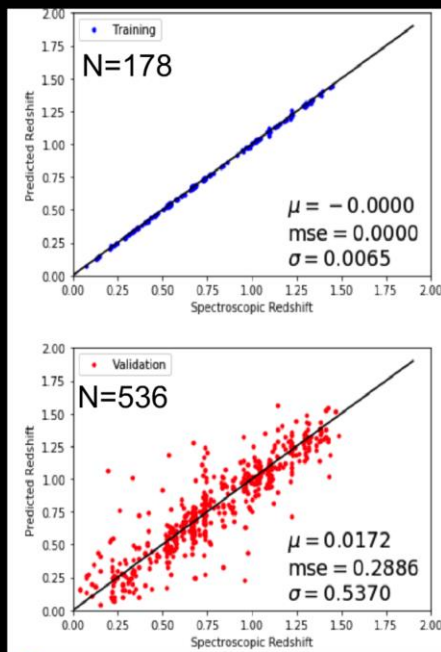 2.00
Training
N=178
1.75
1.50
1.25
1.00
0.75
0.50
0.25
0.00
Predicted Redshift
μ = −0.0000
mse = 0.0000
σ = 0.0065
0.00 0.25 0.50 0.75 1.00 1.25 1.50 1.75 2.00
Spectroscopic Redshift
2.00
Validation
N=536
1.75
1.50
1.25
1.00
0.75
0.50
0.25
0.00
Predicted Redshift
μ = 0.0172
mse = 0.2886
σ = 0.5370
0.00 0.25 0.50 0.75 1.00 1.25 1.50 1.75 2.00
Spectroscopic Redshift